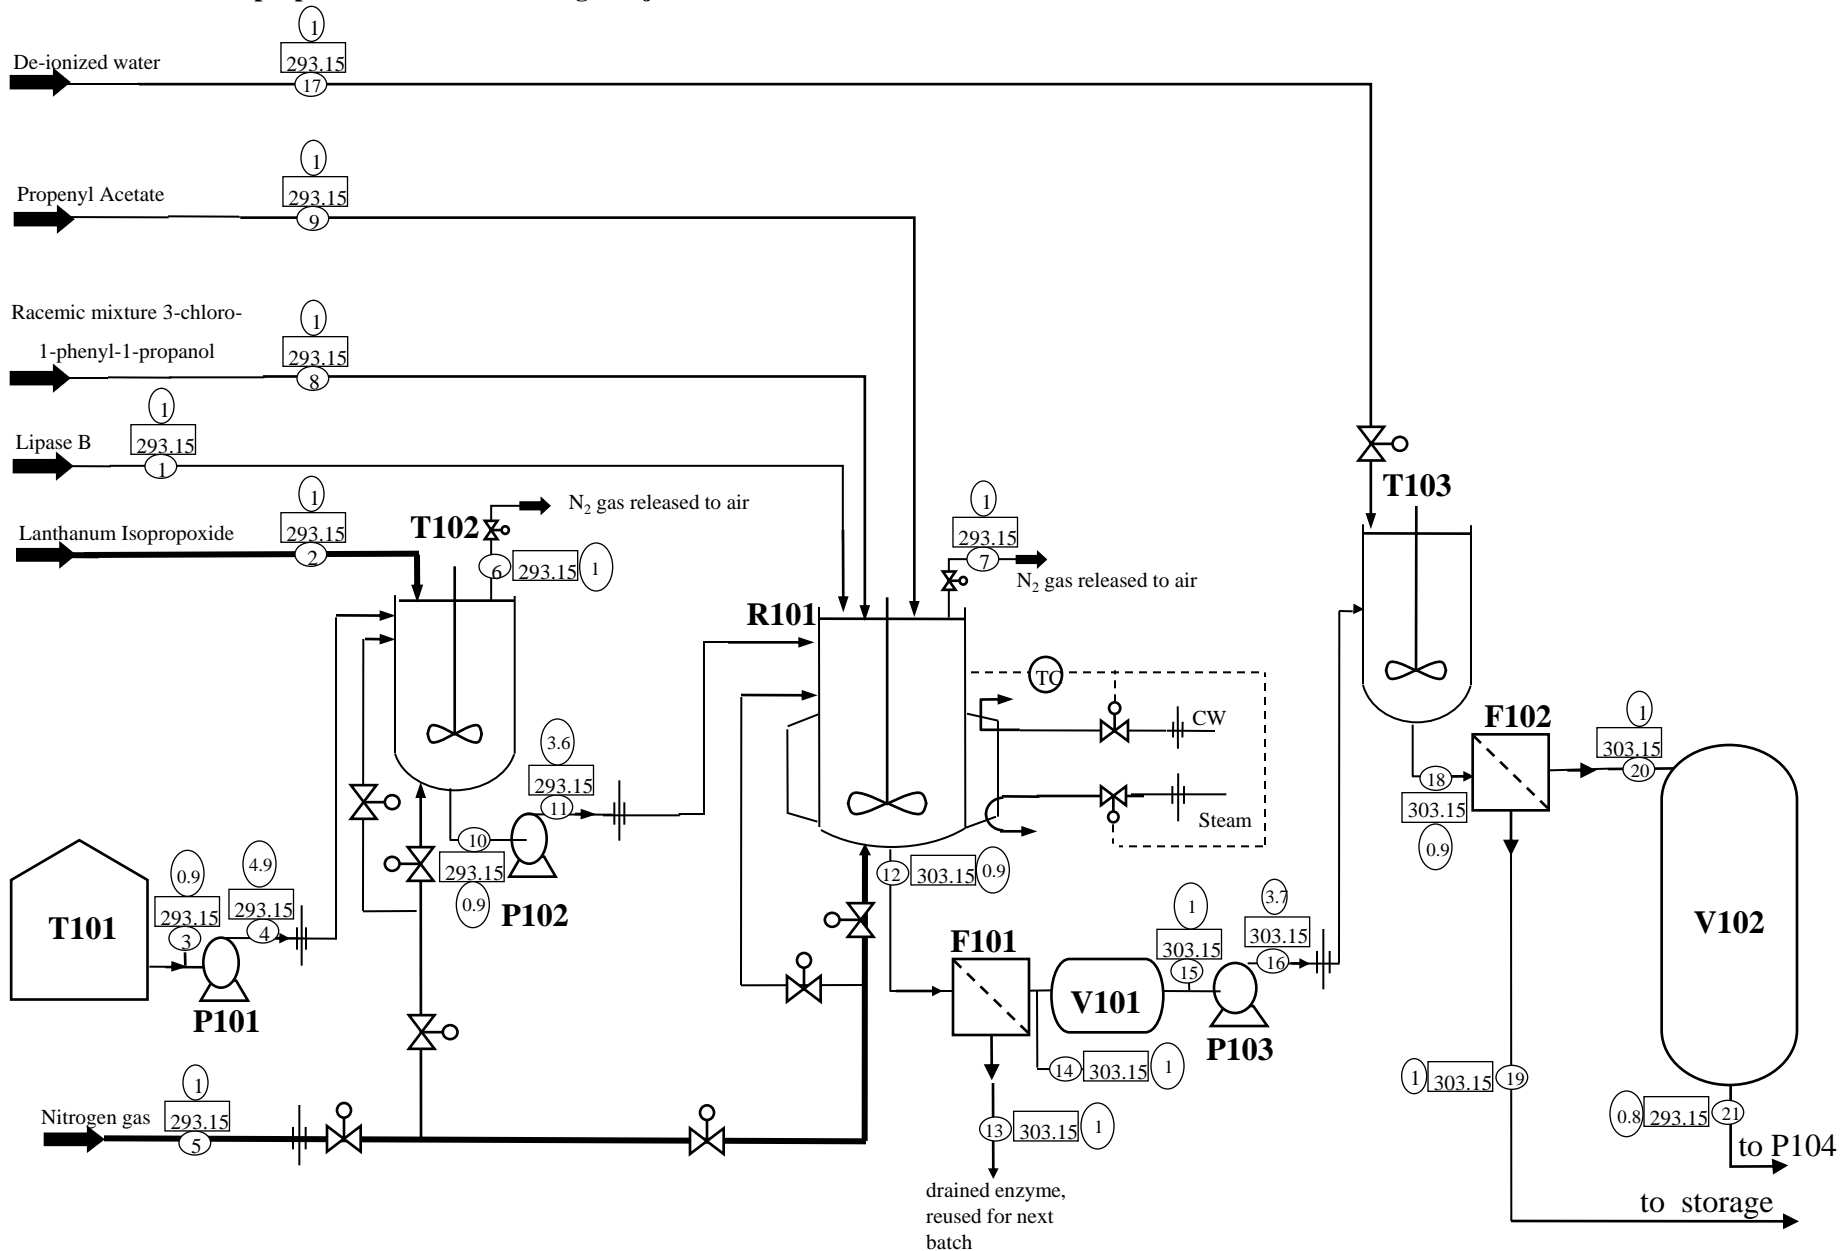 1
De-ionized water
293.15
17
1
Propenyl Acetate
293.15
9
Racemic mixture 3-chloro-
1-phenyl-1-propanol
1
293.15
8
1
Lipase B
293.15
1
1
Lanthanum Isopropoxide
293.15
2
T102
N2 gas released to air
6
293.15
1
1
293.15
7
N2 gas released to air
T103
R101
TC
CW
Steam
3.6
293.15
11
10
293.15
0.9
P102
T101
0.9
293.15
3
4.9
293.15
4
P101
12
303.15
0.9
F101
V101
1
303.15
15
3.7
303.15
16
P103
14
303.15
1
13
303.15
1
drained enzyme,
reused for next
batch
1
Nitrogen gas
293.15
5
F102
18
303.15
0.9
1
303.15
20
V102
1
303.15
19
0.8
293.15
21
to P104
to storage